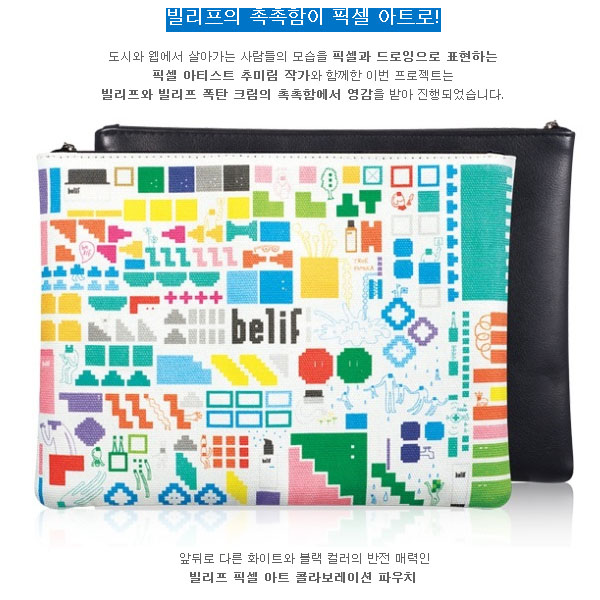 빌리프의 촉촉함이 픽셀 아트로!
도시와 웹에서 살아가는 사람들의 모습을 픽셀과 드로잉으로 표현하는
픽셀 아티스트 추미림 작가와 함께한 이번 프로젝트는
빌리프와 빌리프 폭탄 크림의 촉촉함에서 영감을 받아 진행되었습니다.
belif
TRUE
belif
belif
belif
앞뒤로 다른 화이트와 블랙 컬러의 반전 매력인
빌리프 픽셀 아트 콜라보레이션 파우치